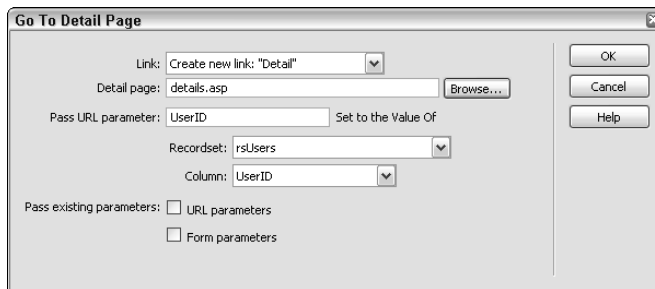 Go To Detail Page
Link: Create new link: "Detail"
OK
Detail page: details.asp Browse...
Cancel
Pass URL parameter: UserID Set to the Value Of
Help
Recordset: rsUsers
Column: UserID
Pass existing parameters: URL parameters
Form parameters